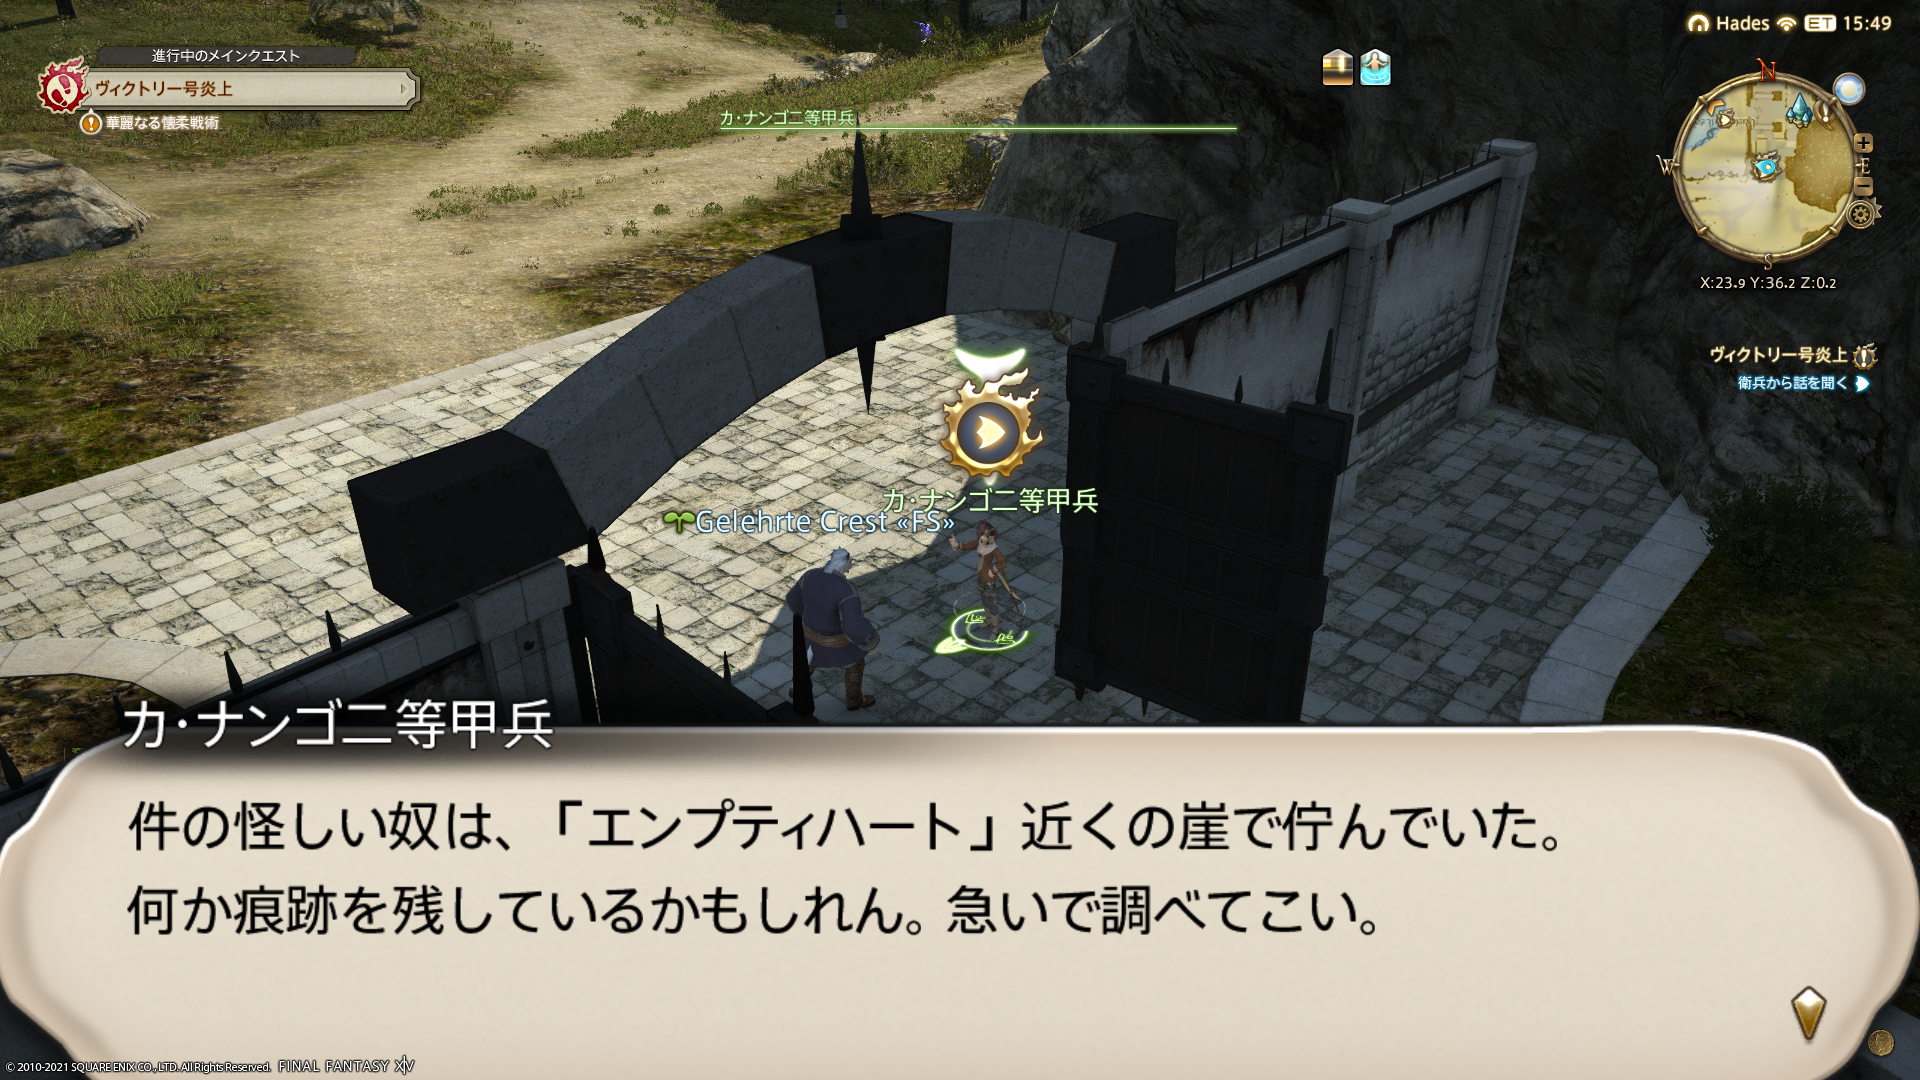 進行中のメインクエスト
ヴィクトリー号炎上
華麗なる懐柔戦術
カ・ナンゴ二等甲兵
Hades ET 15:49
N
W
E
S
X:23.9 Y:36.2 Z:0.2
ヴィクトリー号炎上
衛兵から話を聞く
カ・ナンゴ二等甲兵
Gelehrte Crest «FS»
カ・ナンゴ二等甲兵
件の怪しい奴は、「エンプティハート」近くの崖で佇んでいた。
何か痕跡を残しているかもしれん。急いで調べてこい。
© 2010-2021 SQUARE ENIX CO., LTD. All Rights Reserved. FINAL FANTASY XIV